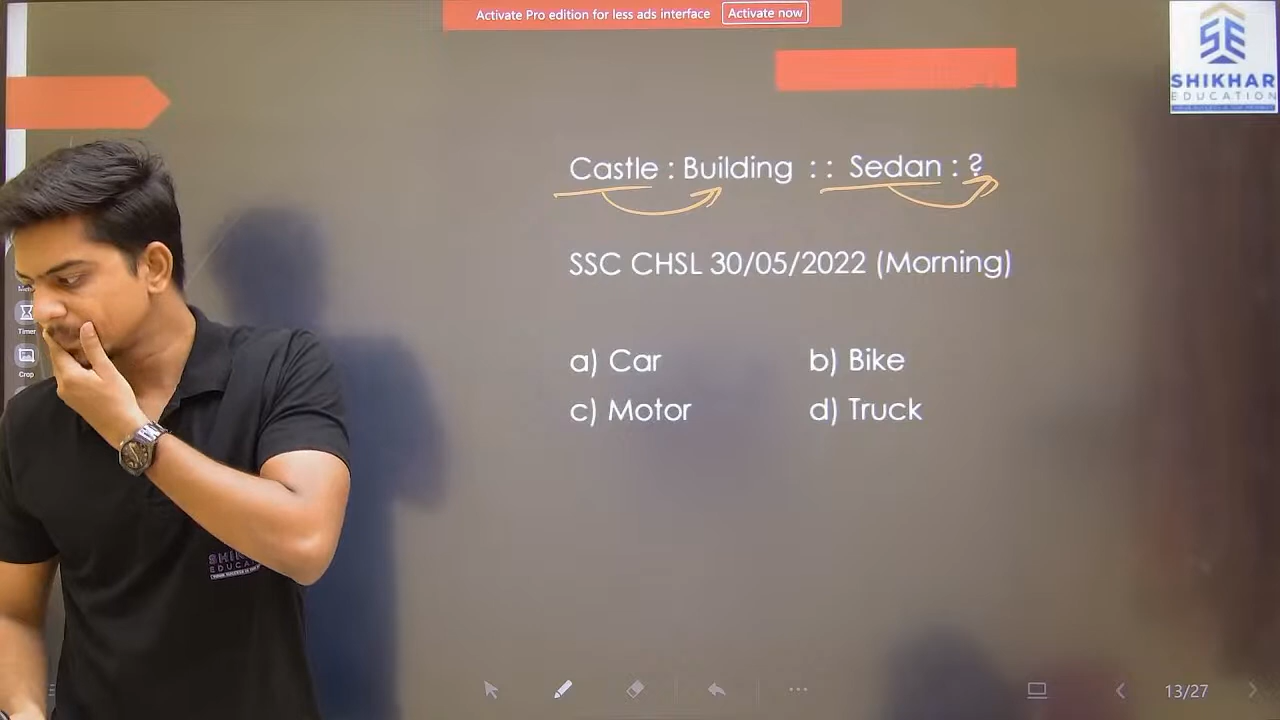 Activate Pro edition for less ads interface Activate now
SE
SHIKHAR
EDUCATION
Castle : Building : : Sedan : ?
SSC CHSL 30/05/2022 (Morning)
Timer
Crop
a) Car b) Bike
c) Motor d) Truck
13/27